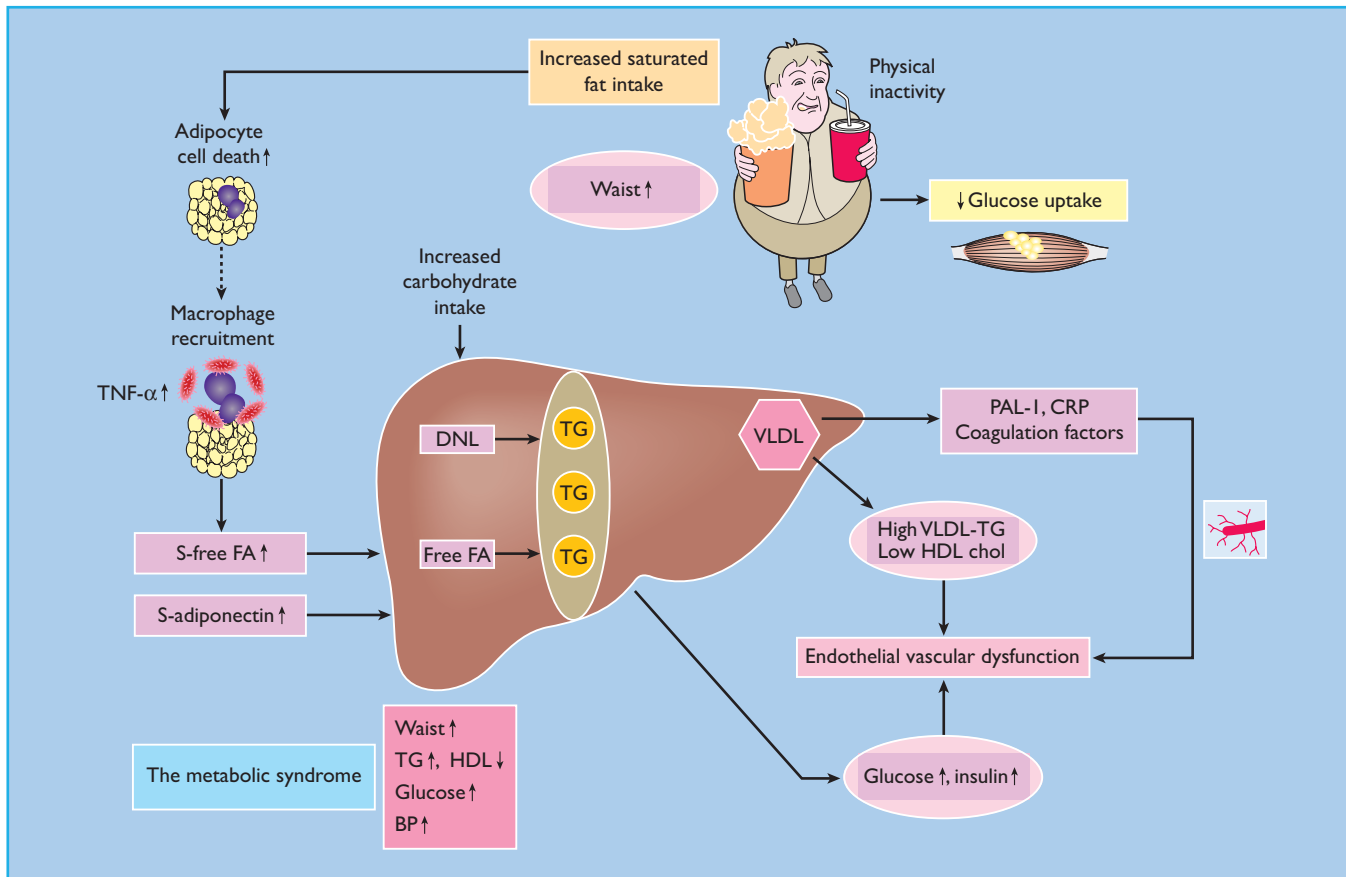 Increased saturated
fat intake
Physical
inactivity
Adipocyte
cell death↑
Waist↑
↓Glucose uptake
Increased
carbohydrate
intake
Macrophage
recruitment
TNF-α↑
DNL
TG
TG
Free FA
TG
VLDL
PAL-1, CRP
Coagulation factors
High VLDL-TG
Low HDL chol
S-free FA↑
S-adiponectin↑
Endothelial vascular dysfunction
Glucose↑, insulin↑
The metabolic syndrome
Waist↑
TG↑, HDL↓
Glucose↑
BP↑